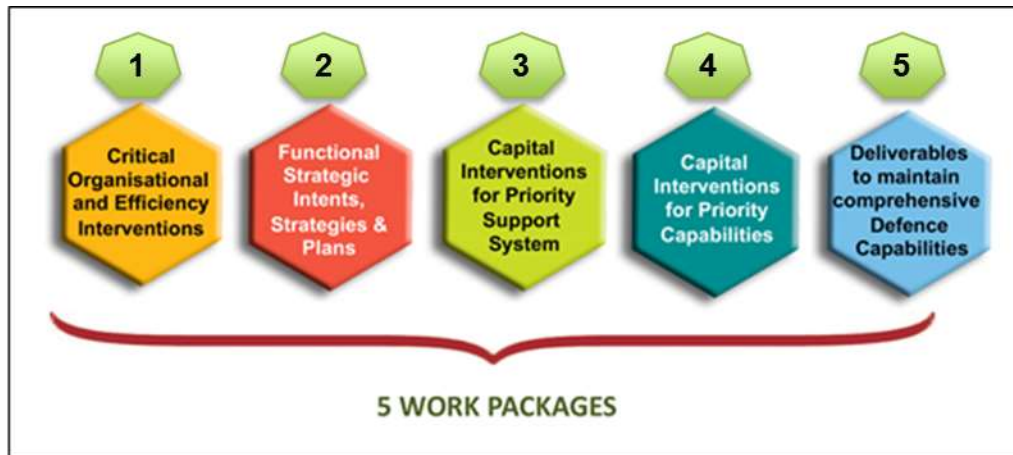 1
Critical
Organisational
and Efficiency
Interventions
2
Functional
Strategic
Intents,
Strategies &
Plans
3
Capital
Interventions
for Priority
Support
System
4
Capital
Interventions
for Priority
Capabilities
5
Deliverables
to maintain
comprehensive
Defence
Capabilities
5 WORK PACKAGES